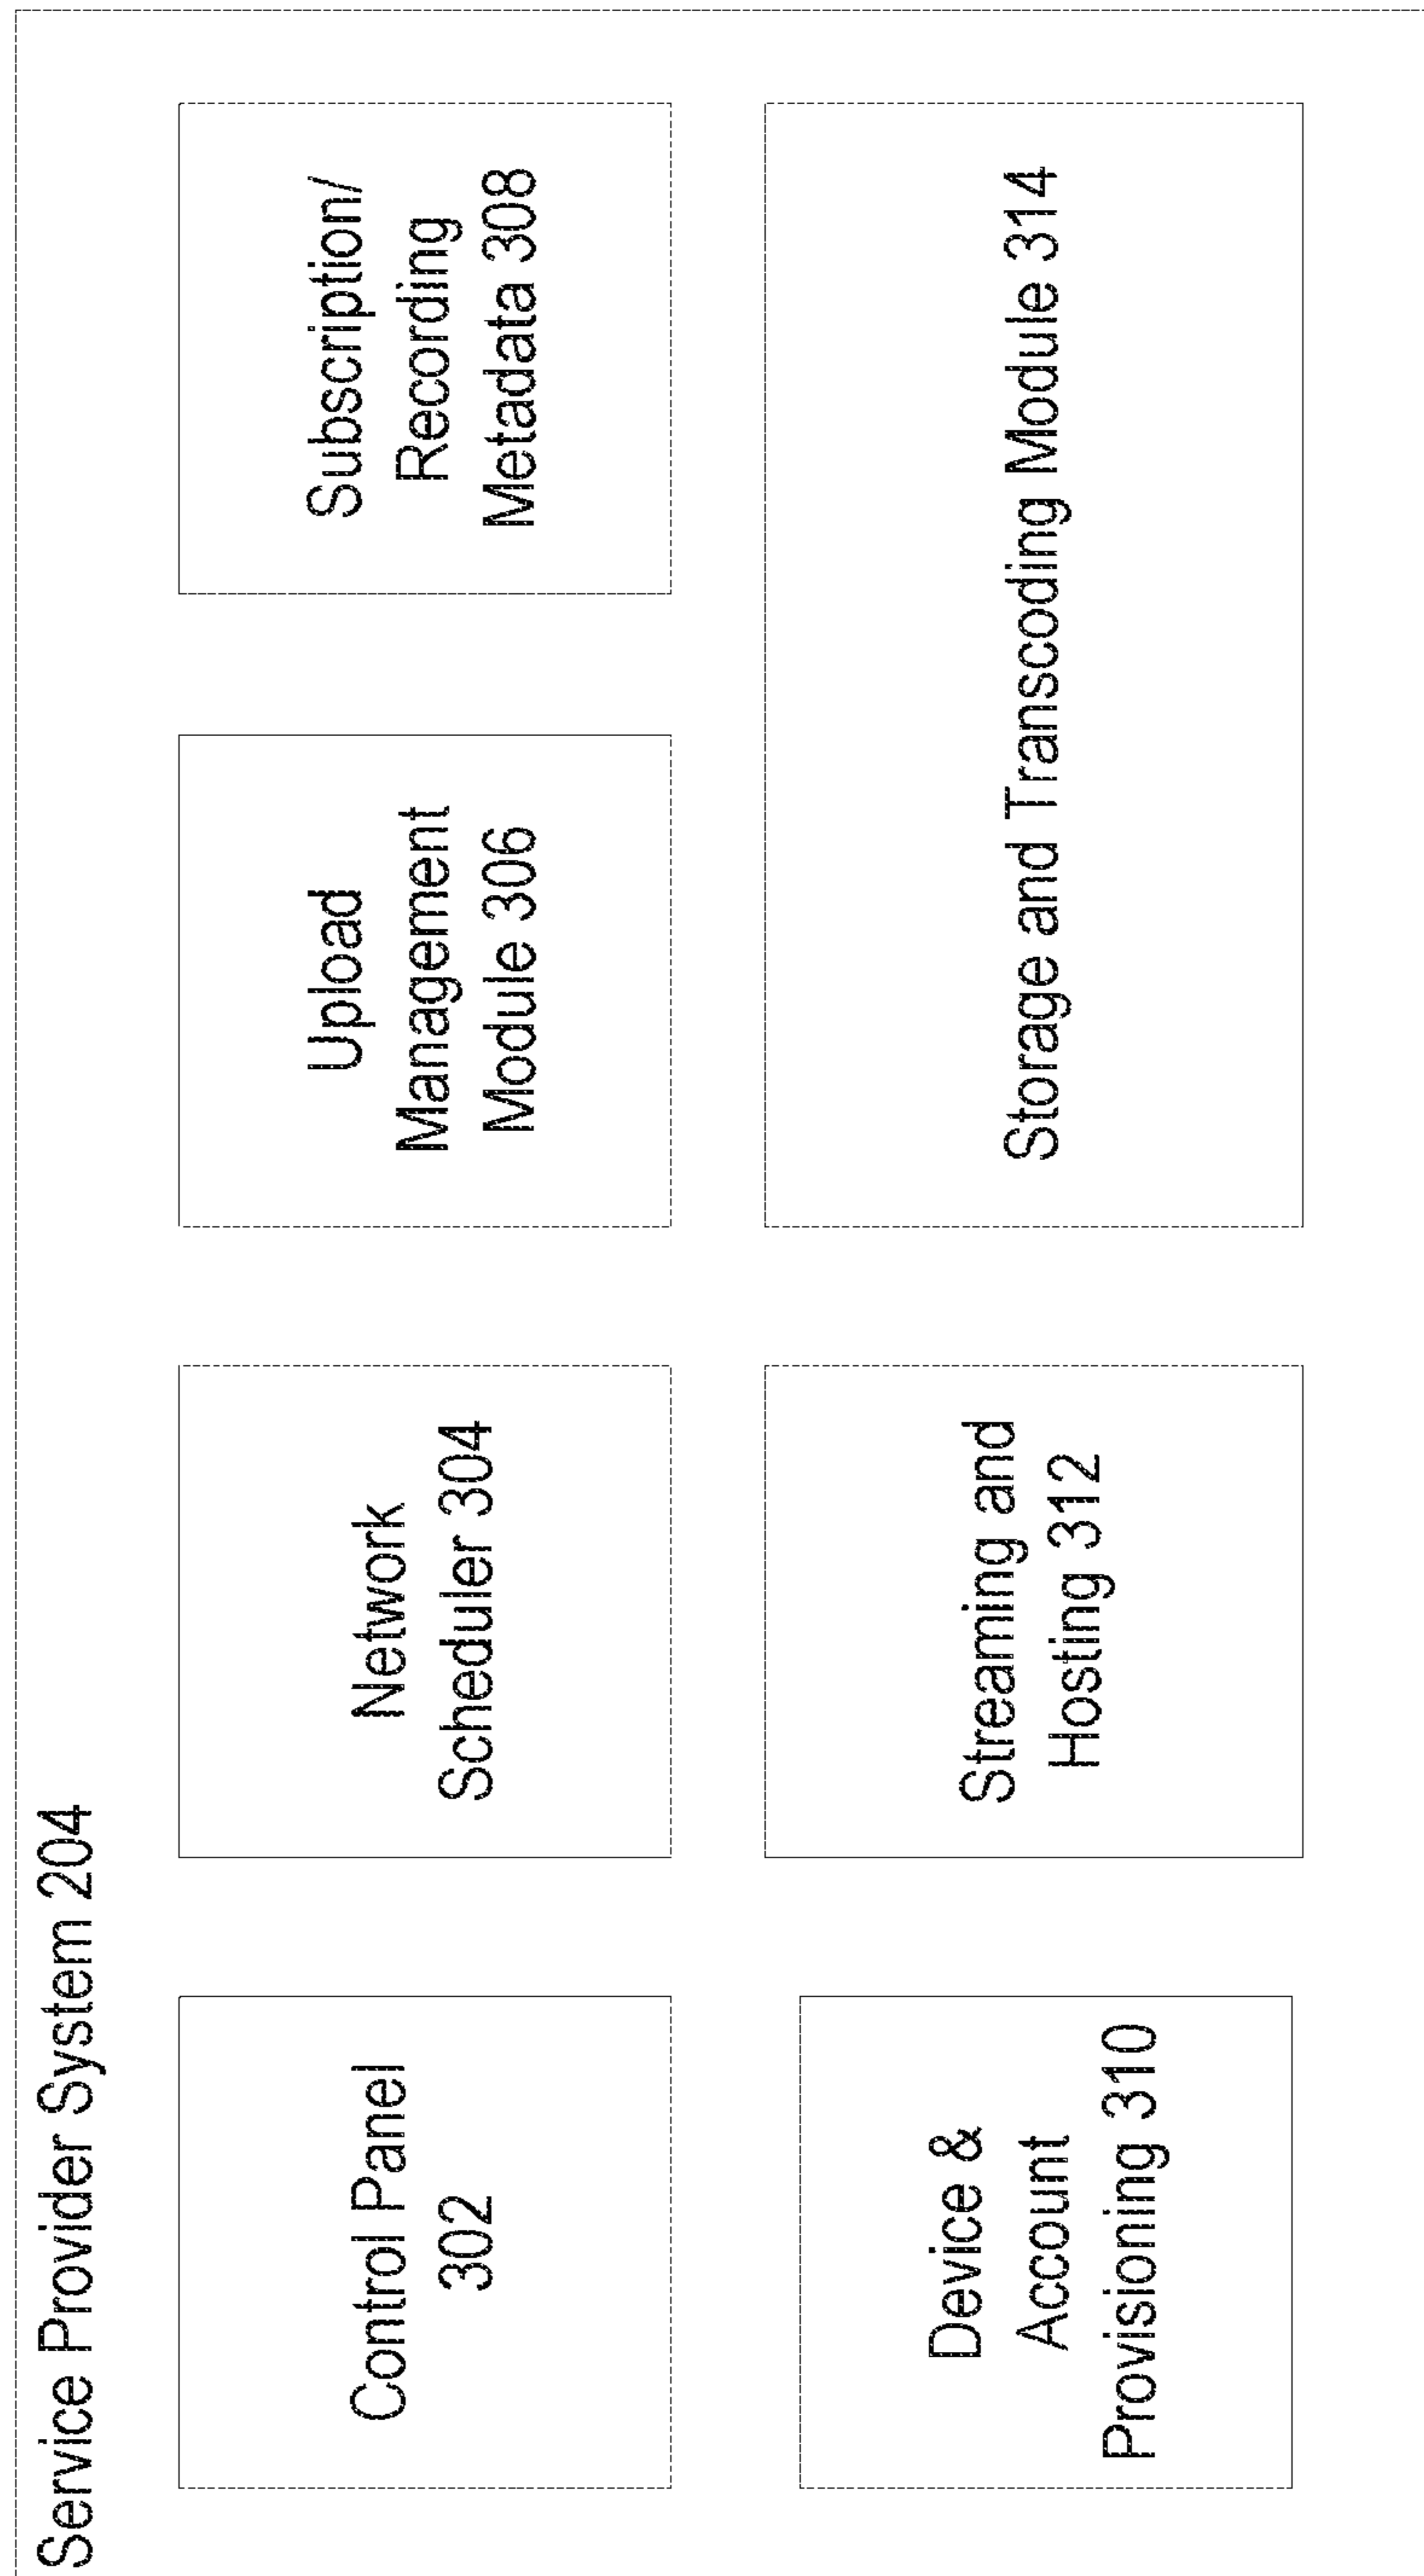 Service Provider System 204
Control Panel
302
Network
Scheduler 304
Upload
Management
Module 306
Subscription/
Recording
Metadata 308
Device &
Account
Provisioning 310
Streaming and
Hosting 312
Storage and Transcoding Module 314